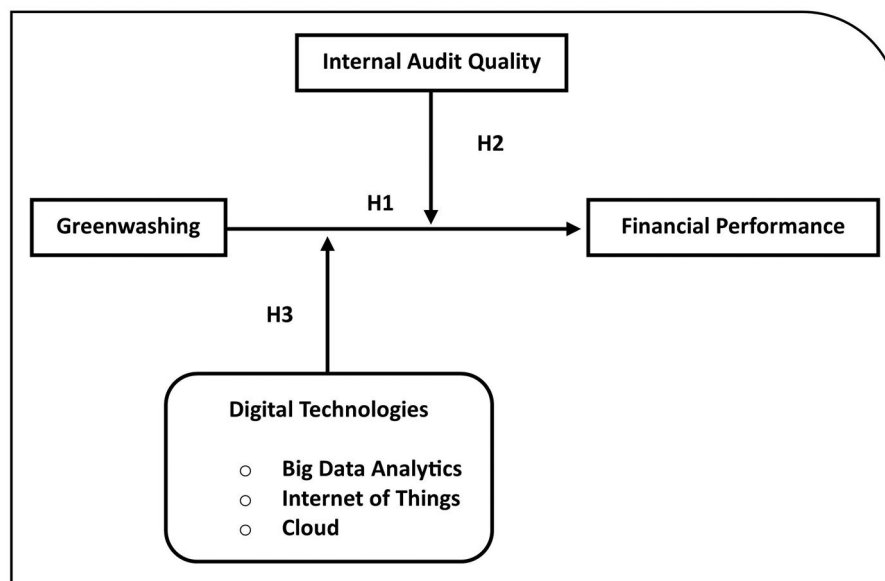 Internal Audit Quality
H2
H1
Greenwashing
Financial Performance
H3
Digital Technologies
○ Big Data Analytics
○ Internet of Things
○ Cloud